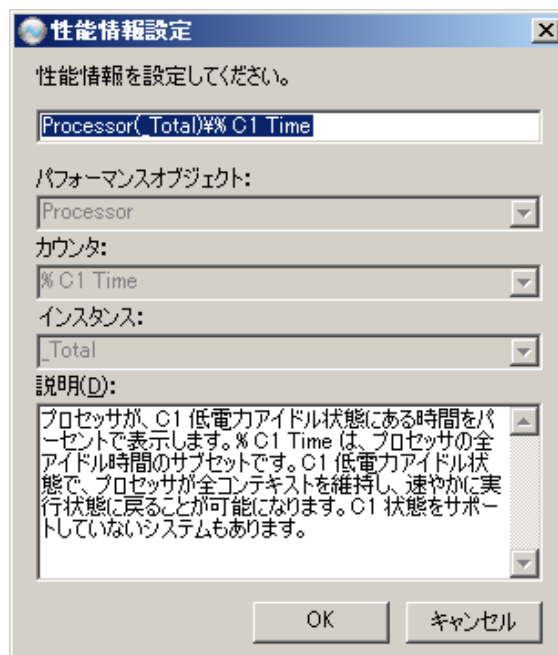 性能情報設定
性能情報を設定してください。
Processor(_Total)¥% C1 Time
パフォーマンスオブジェクト:
Processor
カウンタ:
% C1 Time
インスタンス:
_Total
説明(D):
プロセッサが、C1 低電力アイドル状態にある時間をパ
ーセントで表示します。% C1 Time は、プロセッサの全
アイドル時間のサブセットです。C1 低電力アイドル状
態で、プロセッサが全コンテキストを維持し、速やかに実
行状態に戻ることが可能になります。C1 状態をサポー
トしていないシステムもあります。
OK
キャンセル